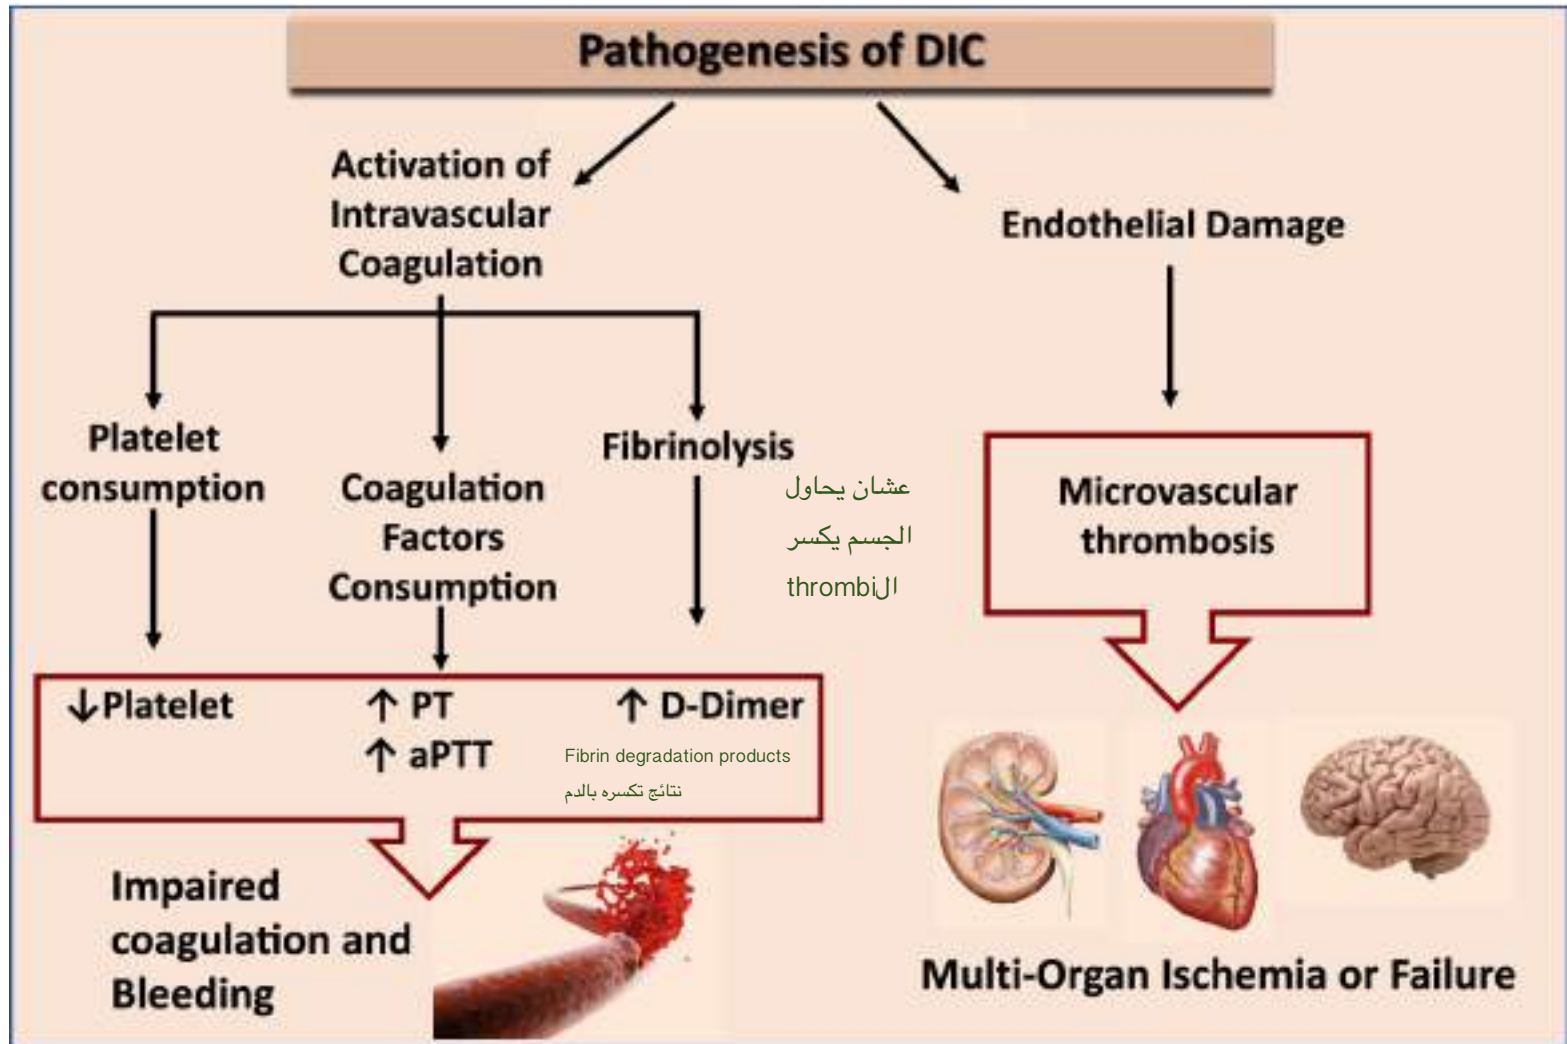 Pathogenesis of DIC
Activation of
Intravascular
Coagulation
Endothelial Damage
Platelet
consumption
Coagulation
Factors
Consumption
Fibrinolysis
عشان يحاول
الجسم يكسر
الthrombi
Microvascular
thrombosis
↓Platelet
↑ PT
↑ aPTT
↑ D-Dimer
Fibrin degradation products
نتائج تكسره بالدم
Impaired
coagulation and
Bleeding
Multi-Organ Ischemia or Failure